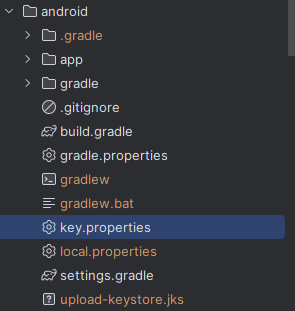 android
.gradle
app
gradle
.gitignore
build.gradle
gradle.properties
gradlew
gradlew.bat
key.properties
local.properties
settings.gradle
upload-keystore.jks